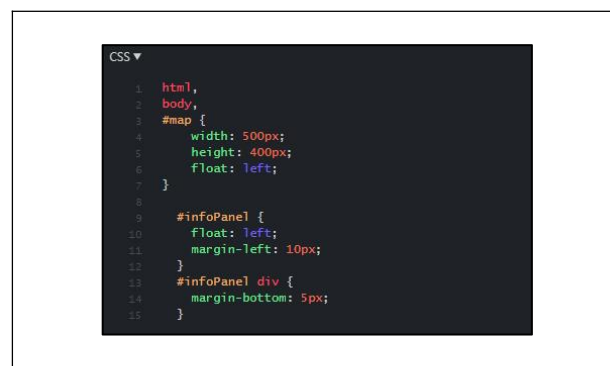 CSS ▼
1 html,
2 body,
3 #map {
4 width: 500px;
5 height: 400px;
6 float: left;
7 }
8
9 #infoPanel {
10 float: left;
11 margin-left: 10px;
12 }
13 #infoPanel div {
14 margin-bottom: 5px;
15 }